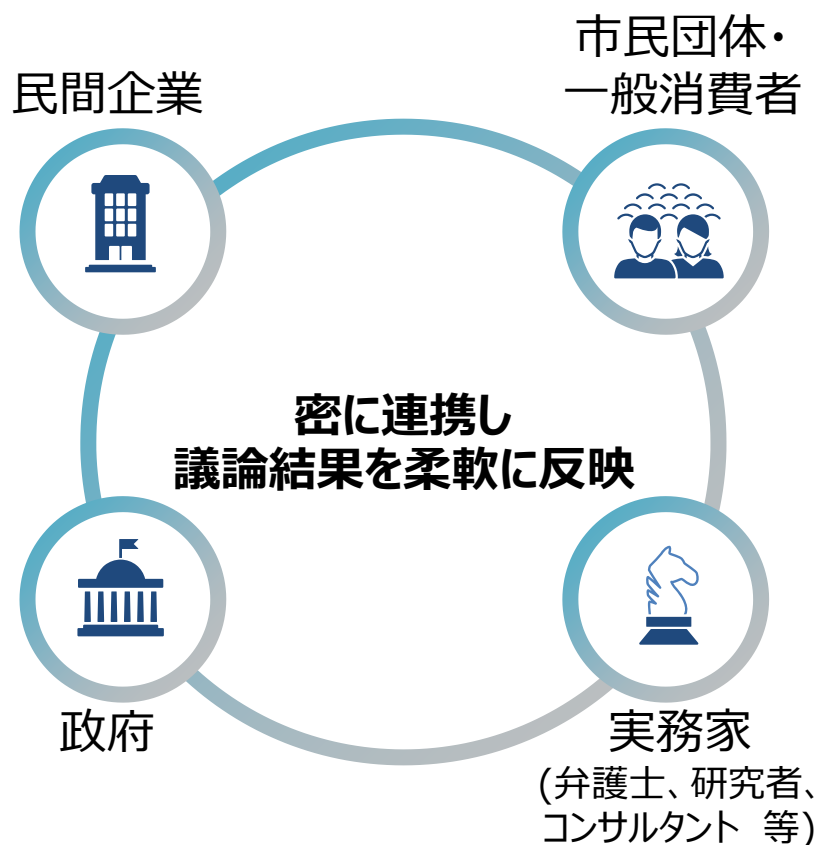 民間企業
市民団体・
一般消費者
密に連携し
議論結果を柔軟に反映
政府
実務家
(弁護士、研究者、
コンサルタント 等)